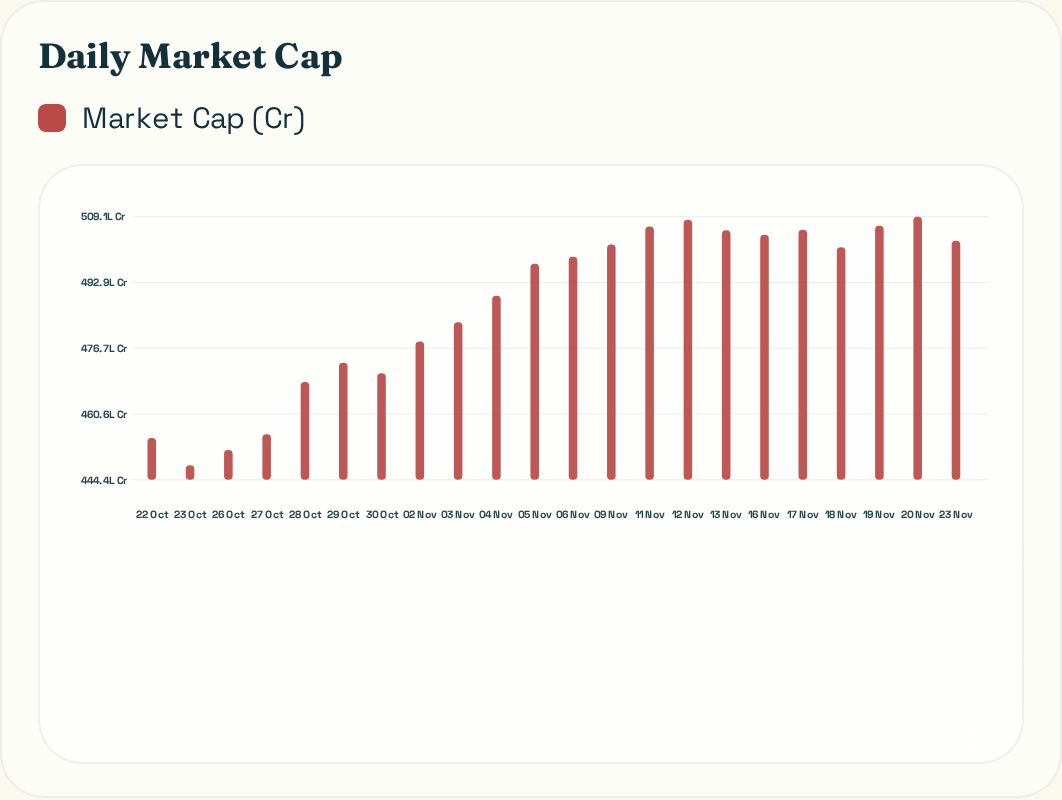 Daily Market Cap
Market Cap (Cr)
509.1L Cr
492.9L Cr
476.7L Cr
460.6L Cr
444.4L Cr
22 Oct 23 Oct 26 Oct 27 Oct 28 Oct 29 Oct 30 Oct 02 Nov 03 Nov 04 Nov 05 Nov 06 Nov 09 Nov 11 Nov 12 Nov 13 Nov 16 Nov 17 Nov 18 Nov 19 Nov 20 Nov 23 Nov